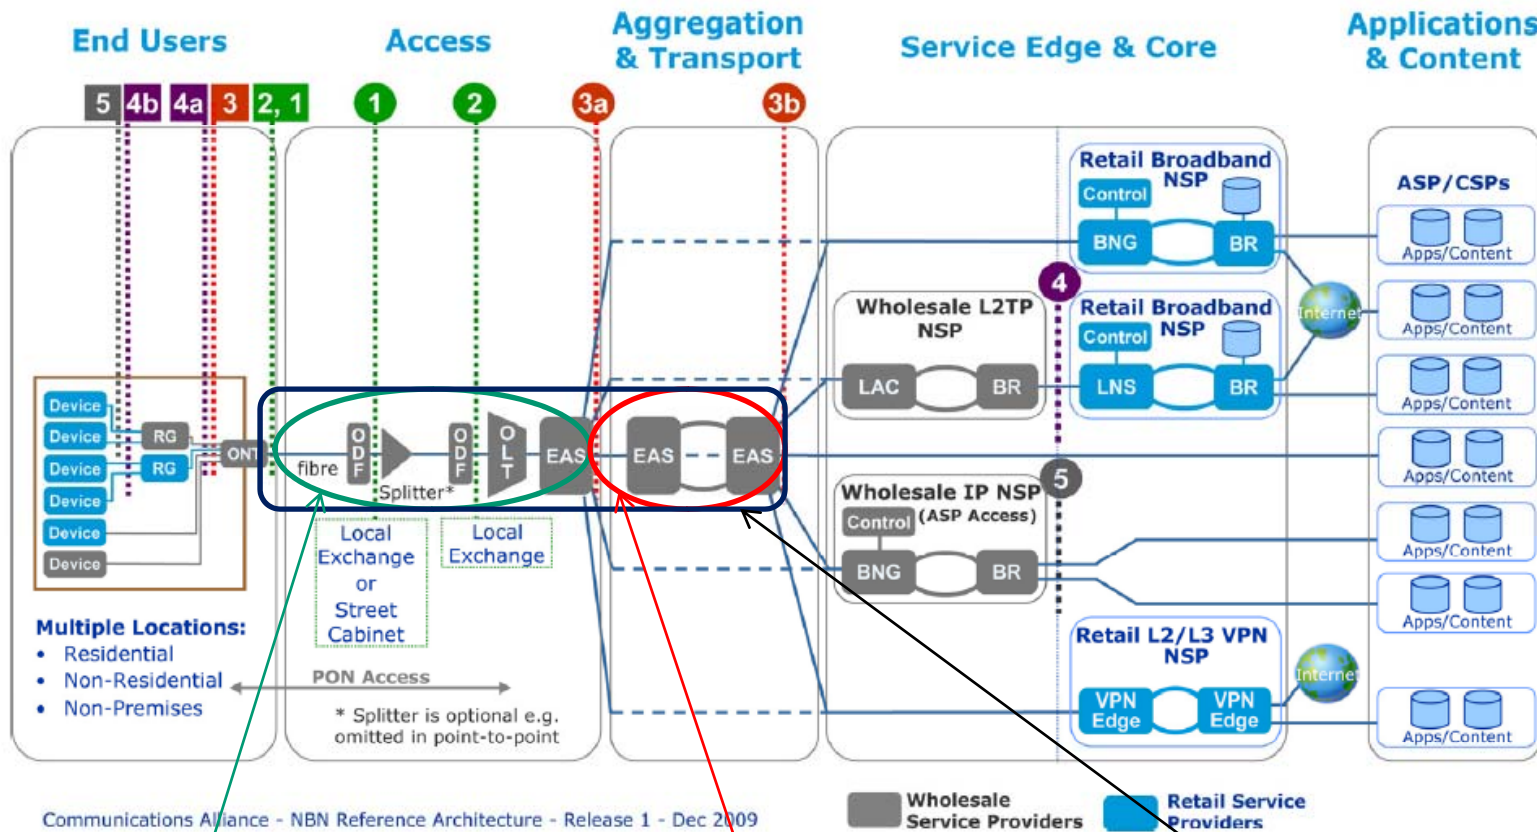 End Users
Access
Aggregation
& Transport
Service Edge & Core
Applications
& Content
5
4b
4a
3
2, 1
1
2
3a
3b
Retail Broadband
NSP
Control
BNG
BR
ASP/CSPs
Apps/Content
4
Wholesale L2TP
NSP
LAC
BR
Retail Broadband
NSP
Control
LNS
BR
Internet
Apps/Content
Apps/Content
Device
Device
Device
Device
Device
Device
RG
RG
ONT
fibre
ODF
Splitter*
ODF
OLT
EAS
EAS
EAS
Apps/Content
Local
Exchange
or
Street
Cabinet
Local
Exchange
5
Wholesale IP NSP
(ASP Access)
Control
BNG
BR
Apps/Content
Apps/Content
Multiple Locations:
• Residential
• Non-Residential
• Non-Premises
PON Access
* Splitter is optional e.g.
omitted in point-to-point
Retail L2/L3 VPN
NSP
VPN
Edge
VPN
Edge
Internet
Apps/Content
Communications Alliance - NBN Reference Architecture - Release 1 - Dec 2009
Wholesale
Service Providers
Retail Service
Providers